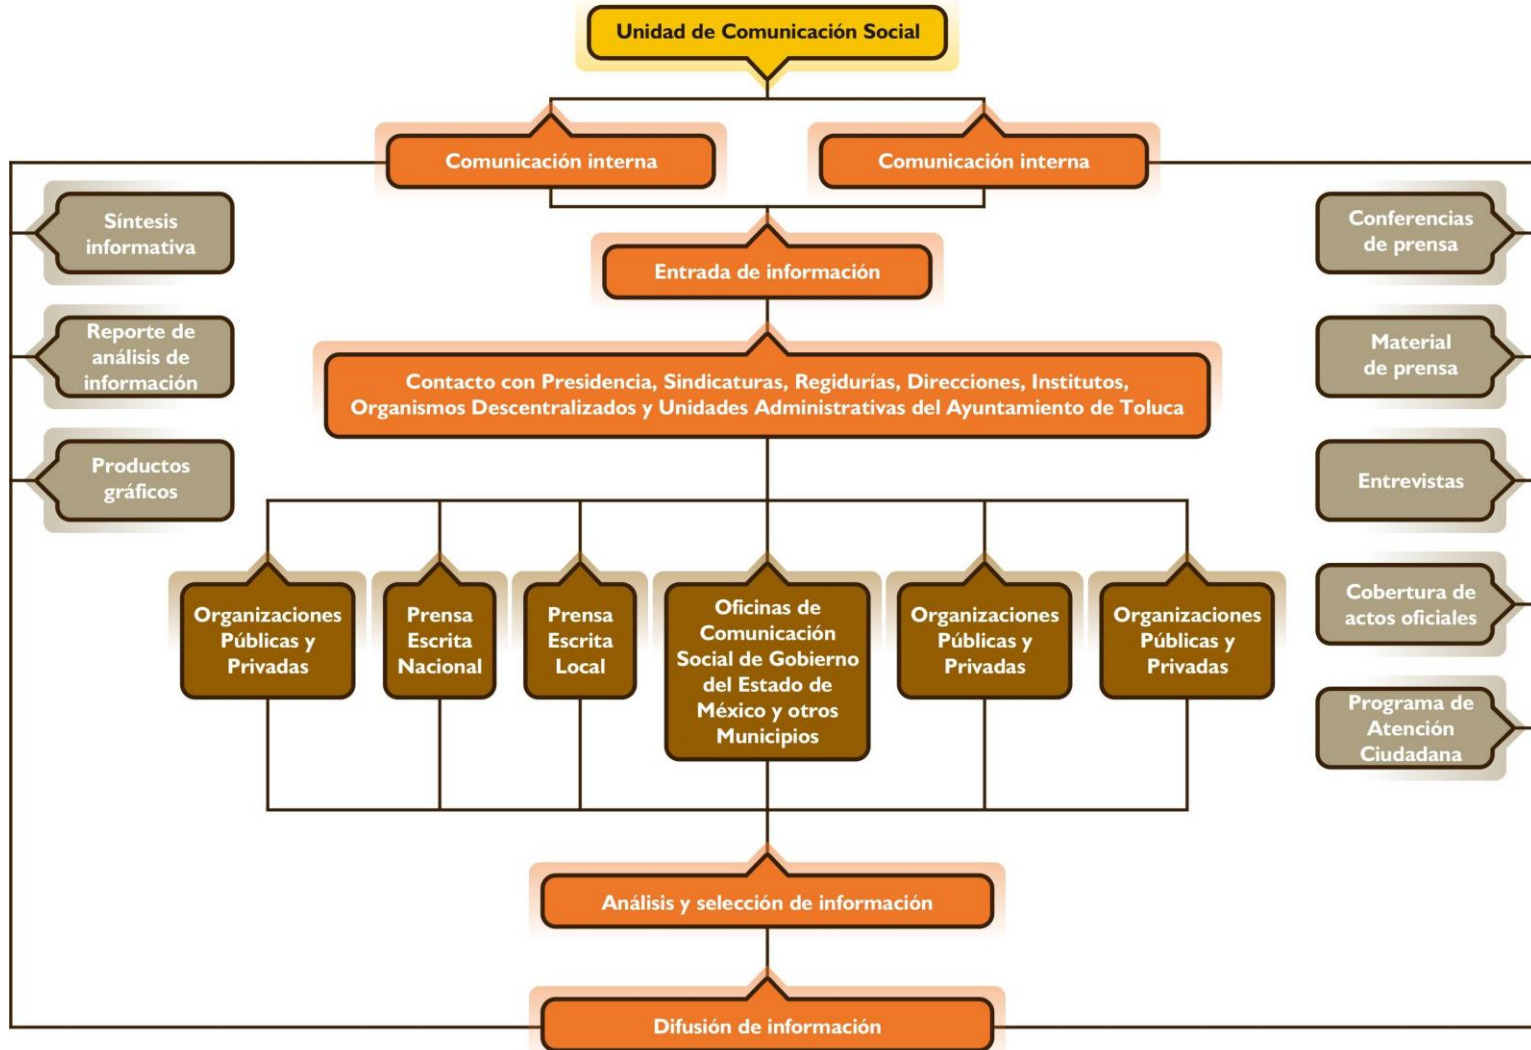 Unidad de Comunicación Social
Comunicación interna
Comunicación interna
Síntesis
informativa
Reporte de
análisis de
información
Productos
gráficos
Entrada de información
Contacto con Presidencia, Sindicaturas, Regidurías, Direcciones, Institutos,
Organismos Descentralizados y Unidades Administrativas del Ayuntamiento de Toluca
Conferencias
de prensa
Material
de prensa
Entrevistas
Cobertura de
actos oficiales
Programa de
Atención
Ciudadana
Organizaciones
Públicas y
Privadas
Prensa
Escrita
Nacional
Prensa
Escrita
Local
Oficinas de
Comunicación
Social de Gobierno
del Estado de
México y otros
Municipios
Organizaciones
Públicas y
Privadas
Organizaciones
Públicas y
Privadas
Análisis y selección de información
Difusión de información